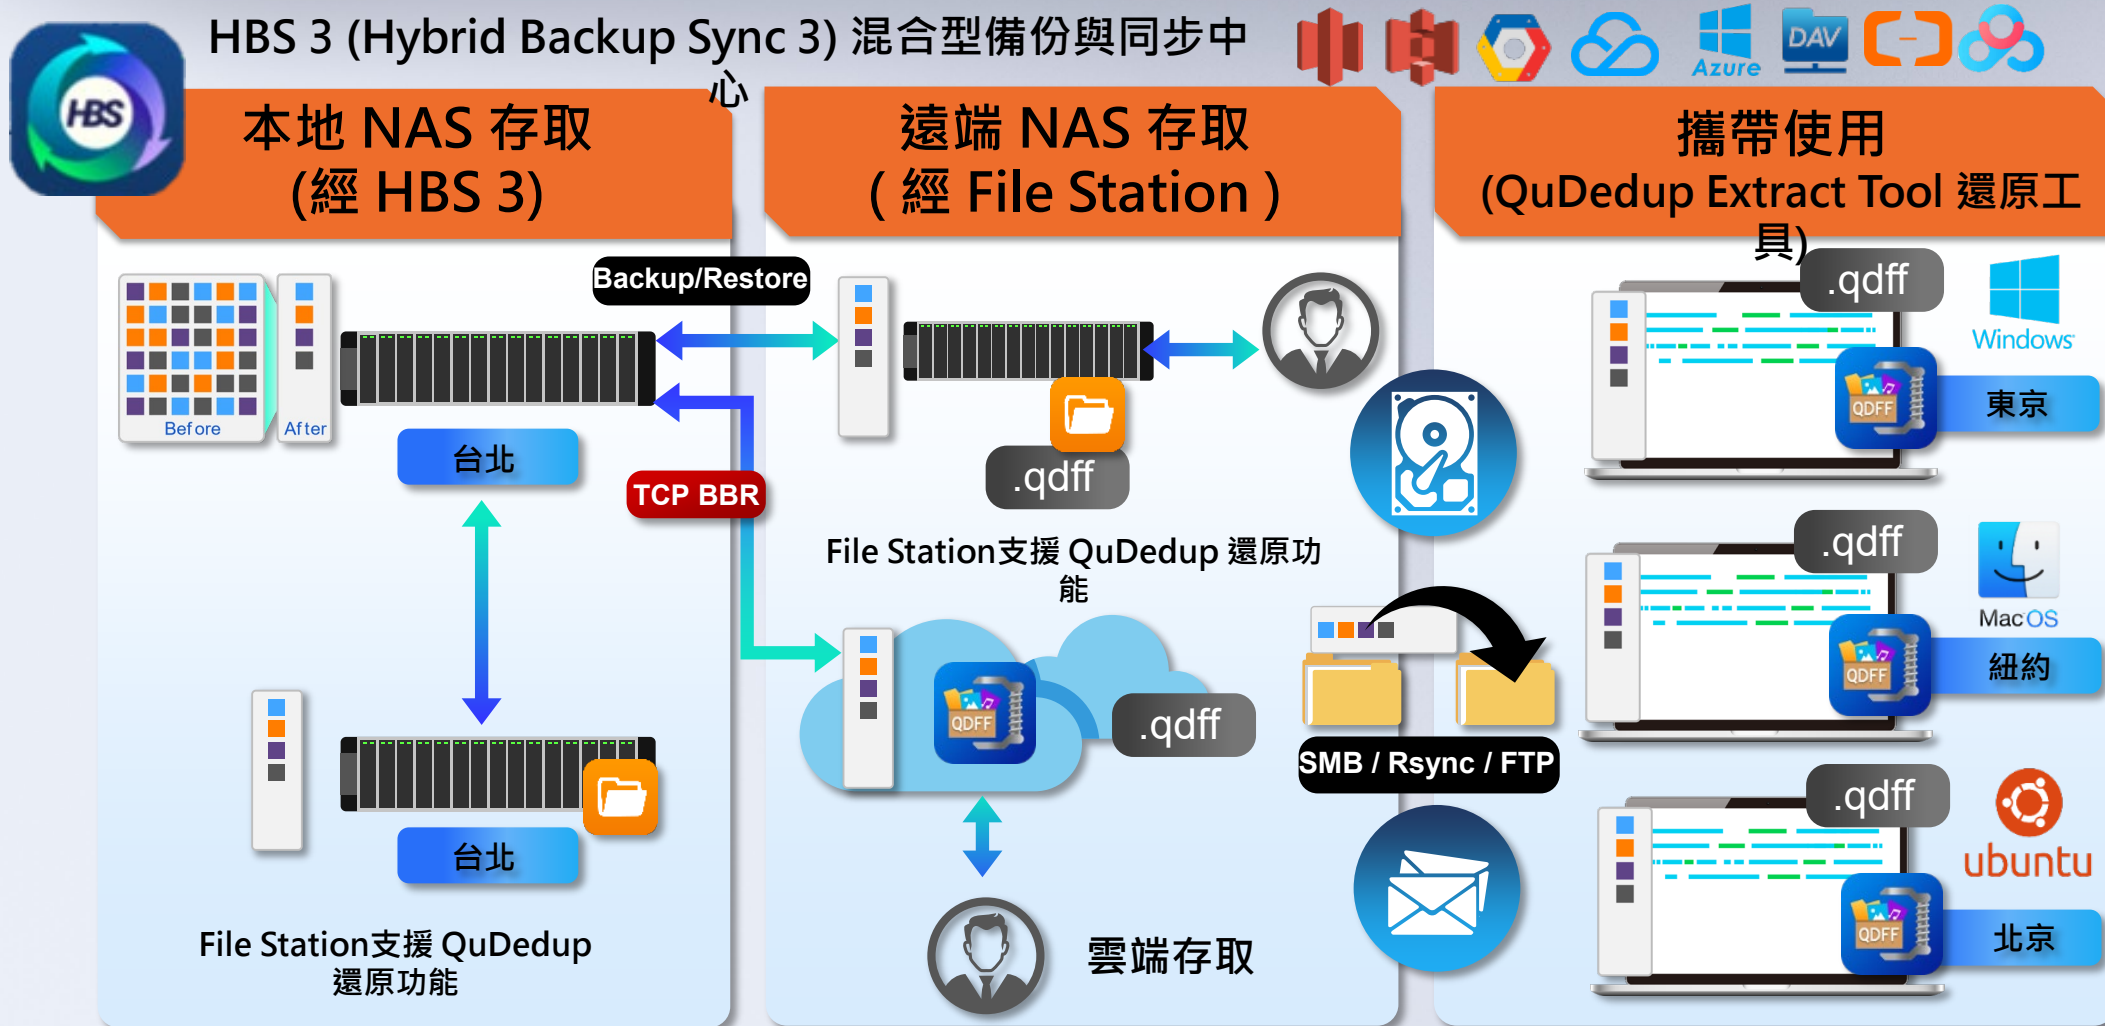 HBS 3 (Hybrid Backup Sync 3) 混合型備份與同步中
心
HBS
Azure
DAV
本地 NAS 存取
(經 HBS 3)
Before
After
台北
Backup/Restore
TCP BBR
台北
File Station支援 QuDedup
還原功能
遠端 NAS 存取
( 經 File Station )
.qdff
File Station支援 QuDedup 還原功
能
QDFF
.qdff
雲端存取
SMB / Rsync / FTP
攜帶使用
(QuDedup Extract Tool 還原工
具)
.qdff
Windows
QDFF
東京
.qdff
MacOS
QDFF
紐約
.qdff
ubuntu
QDFF
北京